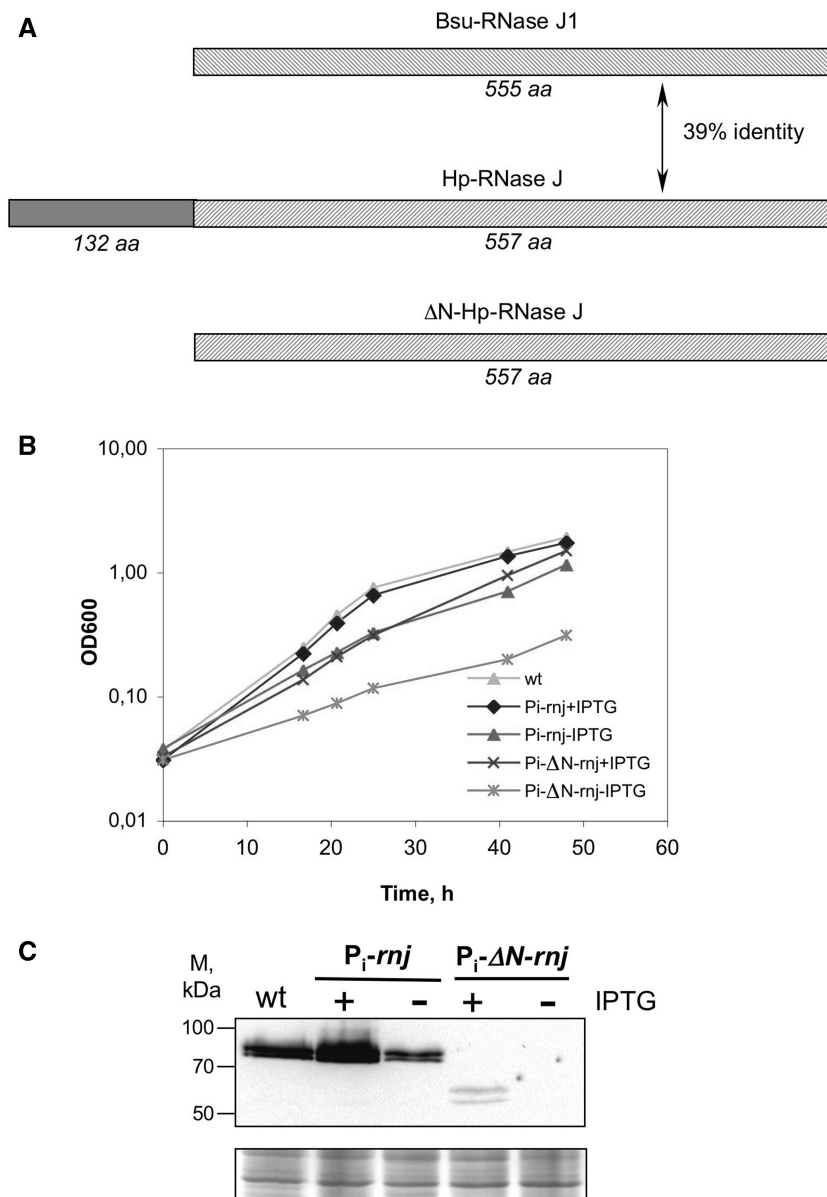 A
Bsu-RNase J1
555 aa
39% identity
Hp-RNase J
132 aa
557 aa
ΔN-Hp-RNase J
557 aa
B
10,00
1,00
0,10
0,01
OD600
0
10
20
30
40
50
60
Time, h
wt
Pi-rnj+IPTG
Pi-rnj-IPTG
Pi-ΔN-rnj+IPTG
Pi-ΔN-rnj-IPTG
C
M,
kDa
wt
Pi-rnj
Pi-ΔN-rnj
+ - + - IPTG
100
70
50